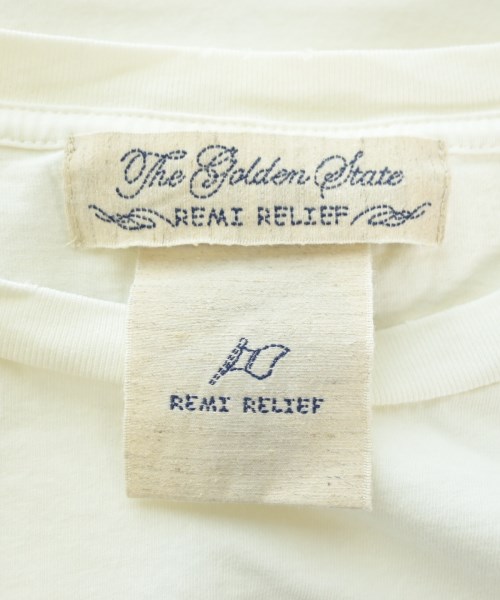 The Golden State
REMI RELIEF
REMI RELIEF